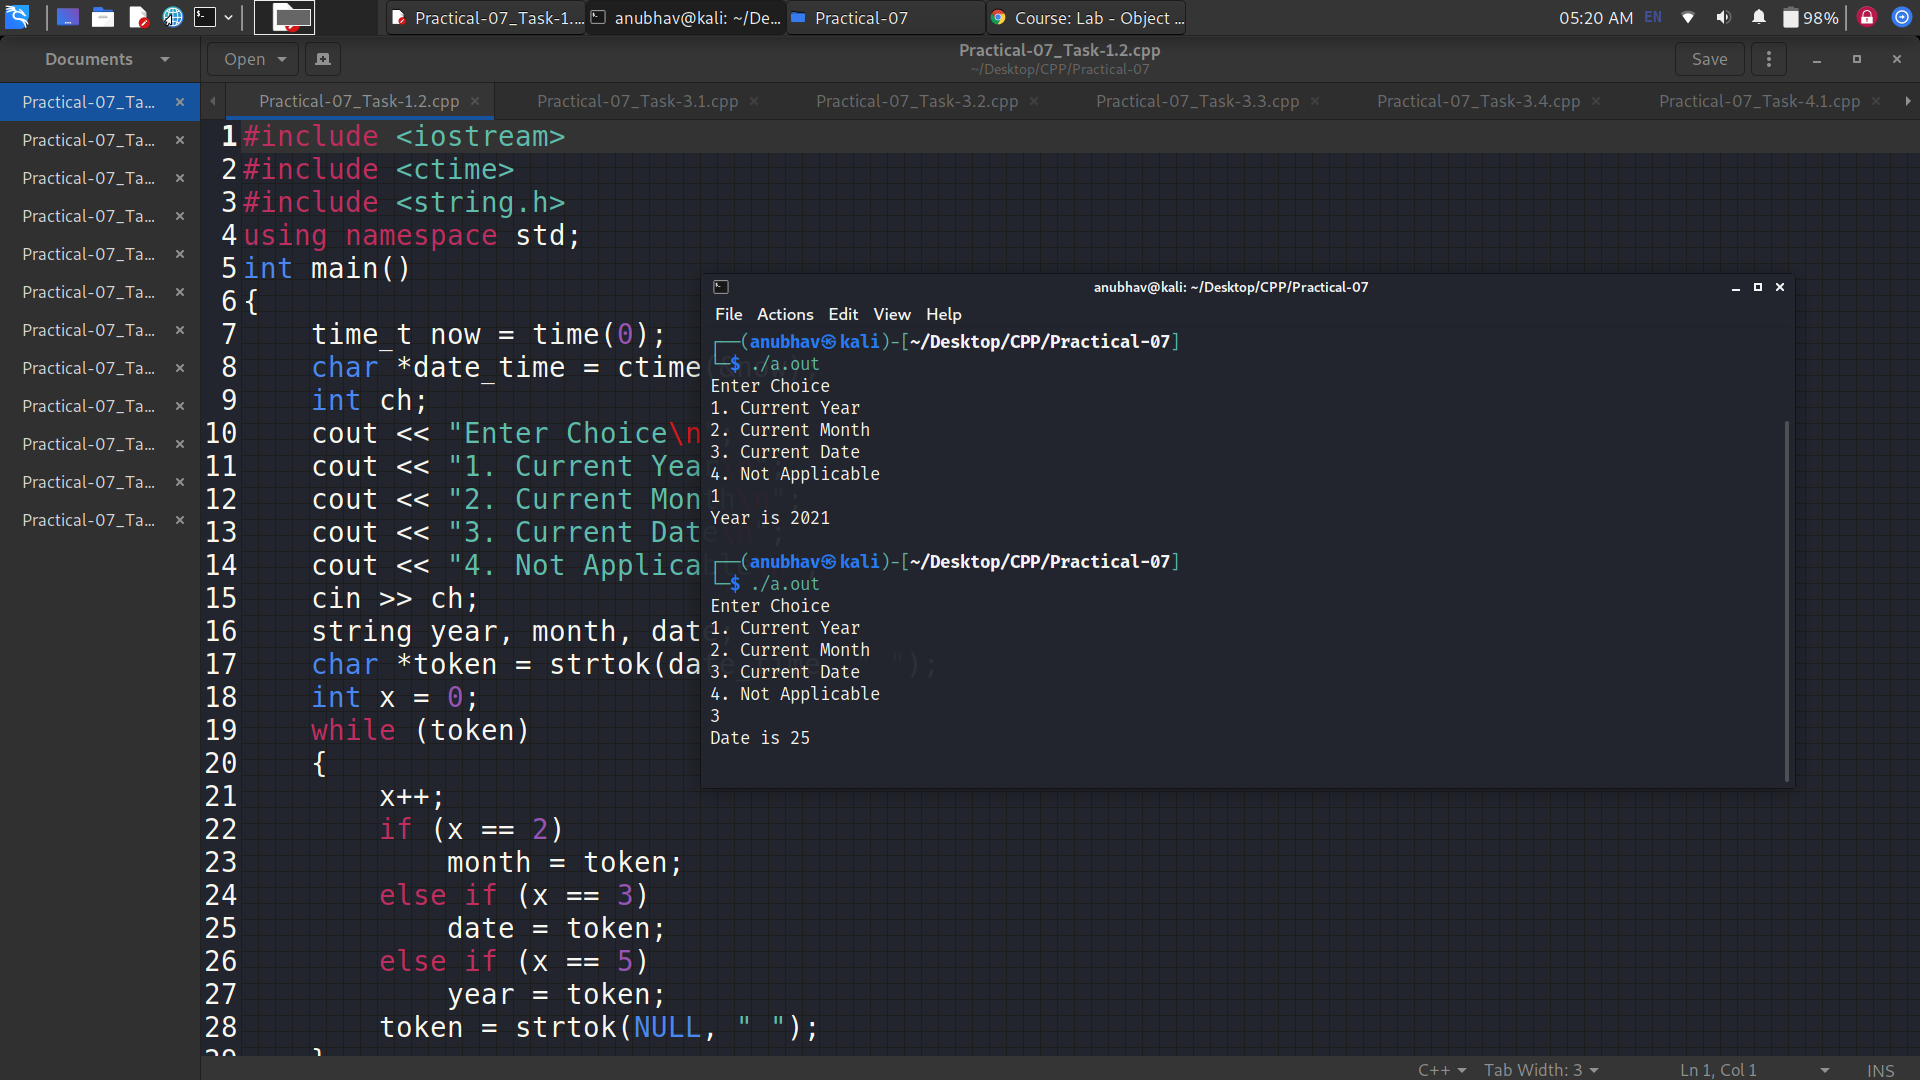 Practical-07_Task-1....
anubhav@kali: ~/De...
Practical-07
Course: Lab - Object ...
05:20 AM
EN
98%
Documents
Open
Practical-07_Task-1.2.cpp
~/Desktop/CPP/Practical-07
Save
Practical-07_Ta...
Practical-07_Ta...
Practical-07_Ta...
Practical-07_Ta...
Practical-07_Ta...
Practical-07_Ta...
Practical-07_Ta...
Practical-07_Ta...
Practical-07_Ta...
Practical-07_Ta...
Practical-07_Ta...
Practical-07_Ta...
Practical-07_Task-1.2.cpp
Practical-07_Task-3.1.cpp
Practical-07_Task-3.2.cpp
Practical-07_Task-3.3.cpp
Practical-07_Task-3.4.cpp
Practical-07_Task-4.1.cpp
1 #include <iostream>
2 #include <ctime>
3 #include <string.h>
4 using namespace std;
5 int main()
6 {
7 time_t now = time(0);
8 char *date_time = ctime(
9 int ch;
10 cout << "Enter Choice\n
11 cout << "1. Current Yea
12 cout << "2. Current Mon
13 cout << "3. Current Dat
14 cout << "4. Not Applica
15 cin >> ch;
16 string year, month, date;
17 char *token = strtok(da
18 int x = 0;
19 while (token)
20 {
21 x++;
22 if (x == 2)
23 month = token;
24 else if (x == 3)
25 date = token;
26 else if (x == 5)
27 year = token;
28 token = strtok(NULL, " ");
anubhav@kali: ~/Desktop/CPP/Practical-07
File Actions Edit View Help
┌──(anubhav㉿kali)-[~/Desktop/CPP/Practical-07]
└─$ ./a.out
Enter Choice
1. Current Year
2. Current Month
3. Current Date
4. Not Applicable
1
Year is 2021
┌──(anubhav㉿kali)-[~/Desktop/CPP/Practical-07]
└─$ ./a.out
Enter Choice
1. Current Year
2. Current Month
3. Current Date
4. Not Applicable
3
Date is 25
C++
Tab Width: 3
Ln 1, Col 1
INS